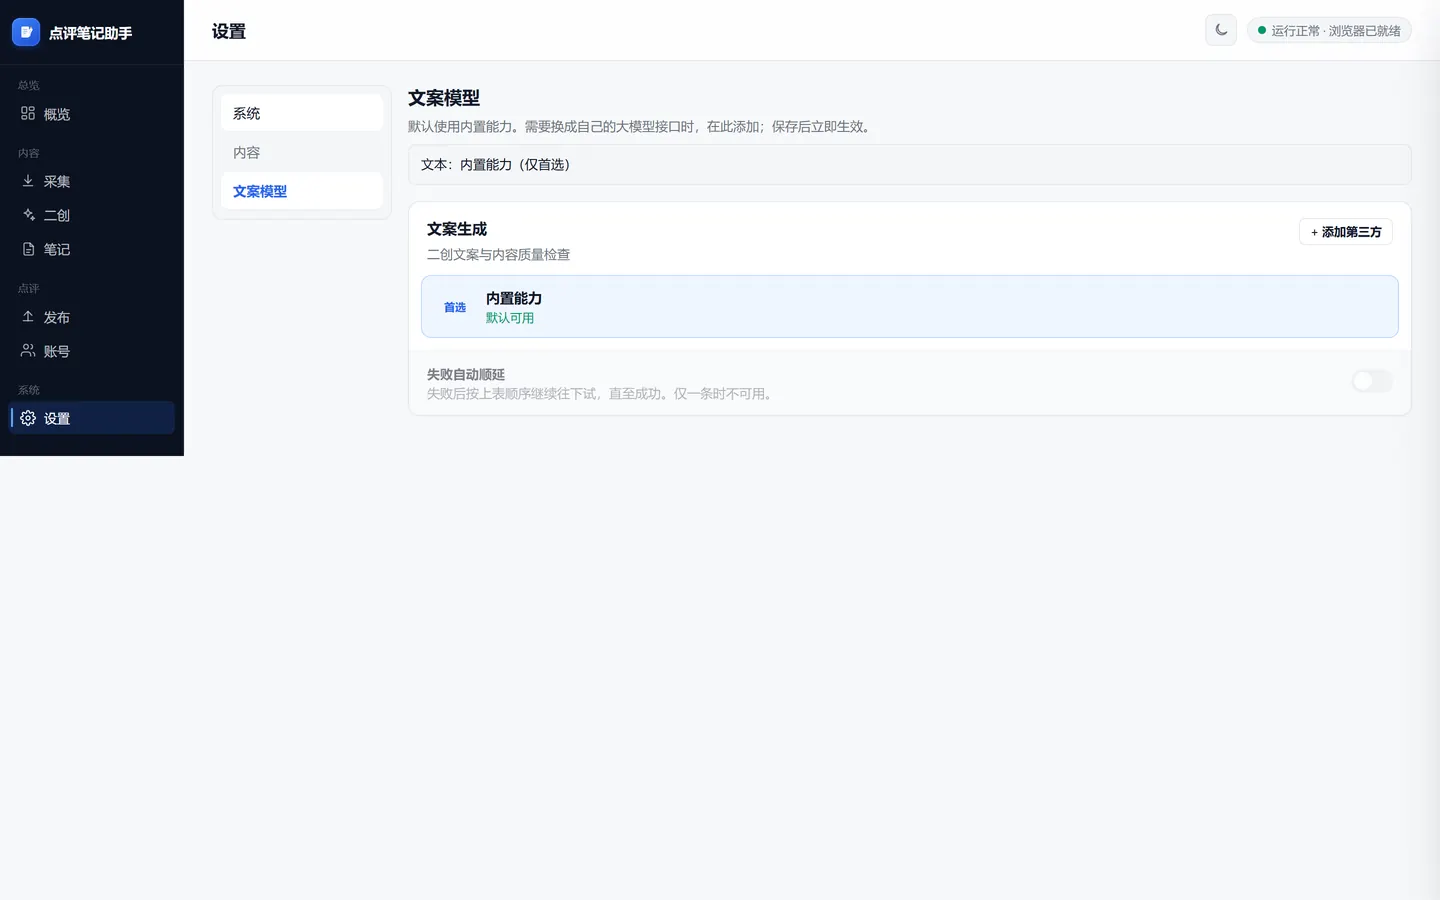 点评笔记助手
总览
概览
内容
采集
二创
笔记
点评
发布
账号
系统
设置
设置
运行正常 · 浏览器已就绪
系统
内容
文案模型
文案模型
默认使用内置能力。需要换成自己的大模型接口时，在此添加；保存后立即生效。
文本：内置能力（仅首选）
文案生成
二创文案与内容质量检查
+ 添加第三方
首选
内置能力
默认可用
失败自动顺延
失败后按上表顺序继续往下试，直至成功。仅一条时不可用。